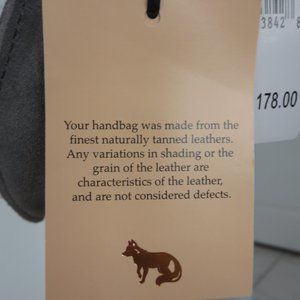 3842 8
178.00
Your handbag was made from the
finest naturally tanned leathers.
Any variations in shading or the
grain of the leather are
characteristics of the leather,
and are not considered defects.